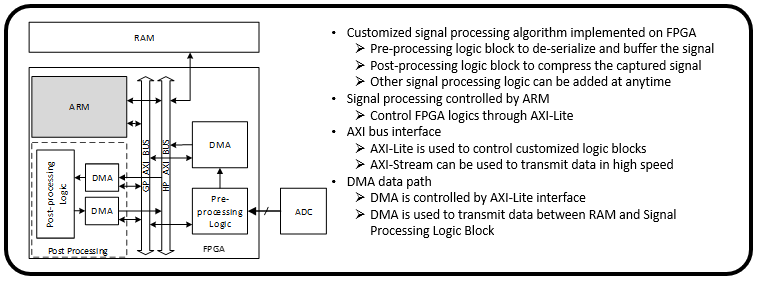 RAM
ARM
GP AXI BUS
HP AXI BUS
DMA
Post-processing
Logic
DMA
DMA
Pre-
processing
Logic
ADC
Post Processing
FPGA
• Customized signal processing algorithm implemented on FPGA
➢ Pre-processing logic block to de-serialize and buffer the signal
➢ Post-processing logic block to compress the captured signal
➢ Other signal processing logic can be added at anytime
• Signal processing controlled by ARM
➢ Control FPGA logics through AXI-Lite
• AXI bus interface
➢ AXI-Lite is used to control customized logic blocks
➢ AXI-Stream can be used to transmit data in high speed
• DMA data path
➢ DMA is controlled by AXI-Lite interface
➢ DMA is used to transmit data between RAM and Signal
Processing Logic Block